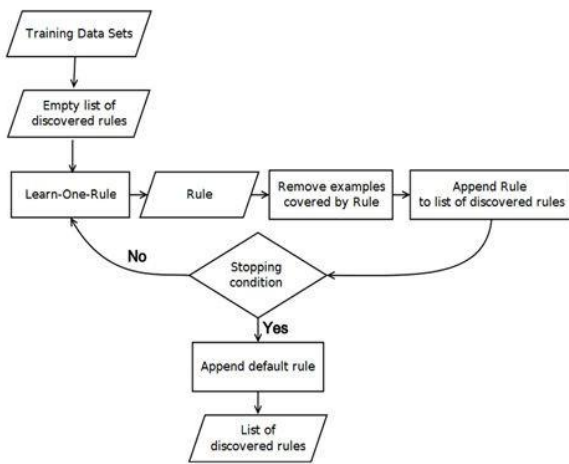 Training Data Sets
Empty list of
discovered rules
Learn-One-Rule
Rule
Remove examples
covered by Rule
Append Rule
to list of discovered rules
No
Stopping
condition
Yes
Append default rule
List of
discovered rules